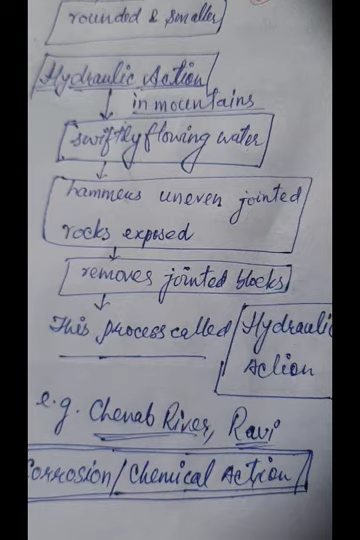 rounded & smaller
Hydraulic Action
in mountains
swiftly flowing water
hammers uneven jointed
rocks exposed
removes jointed blocks
This process called Hydraulic
Action
e.g. Chenab River, Ravi
Corrosion/Chemical Action